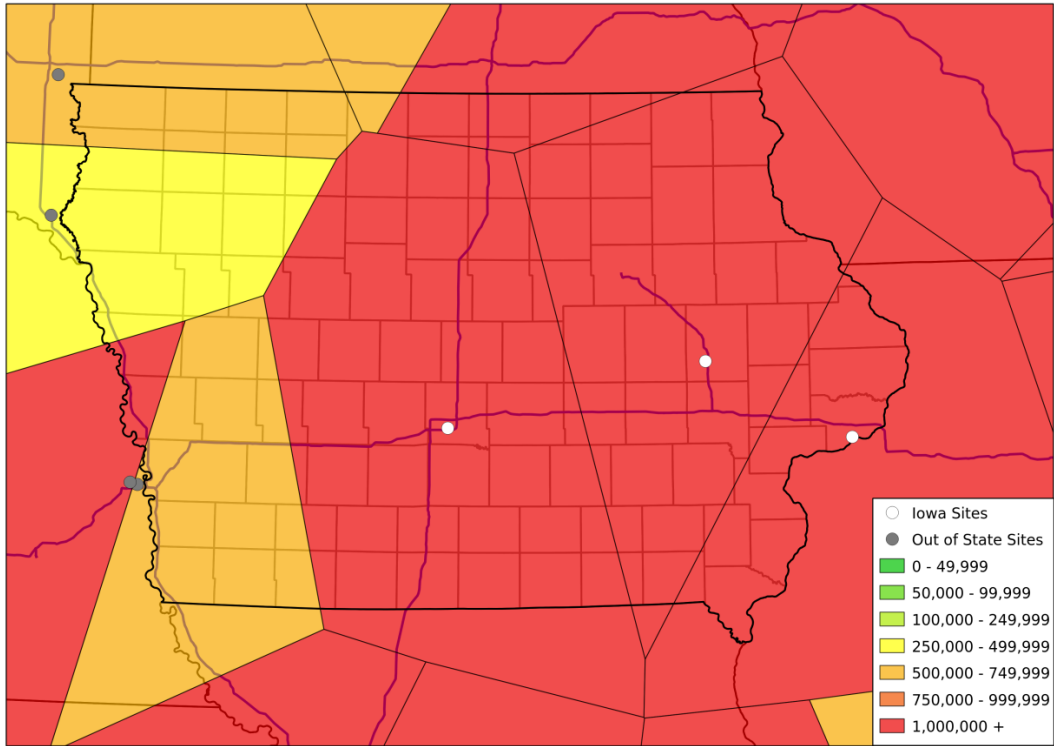 Iowa Sites
Out of State Sites
0 - 49,999
50,000 - 99,999
100,000 - 249,999
250,000 - 499,999
500,000 - 749,999
750,000 - 999,999
1,000,000 +